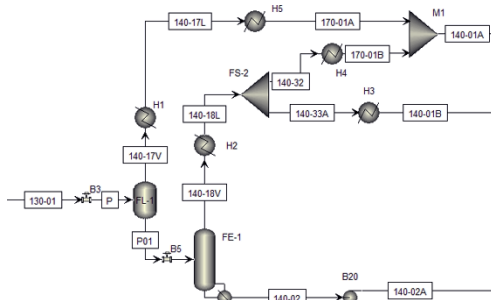 140-17L
H5
170-01A
M1
140-01A
FS-2
140-32
H4
170-01B
H1
140-18L
140-33A
H3
140-01B
H2
140-17V
140-18V
130-01
B3
P
FL-1
P01
B5
FE-1
140-02
B20
140-02A